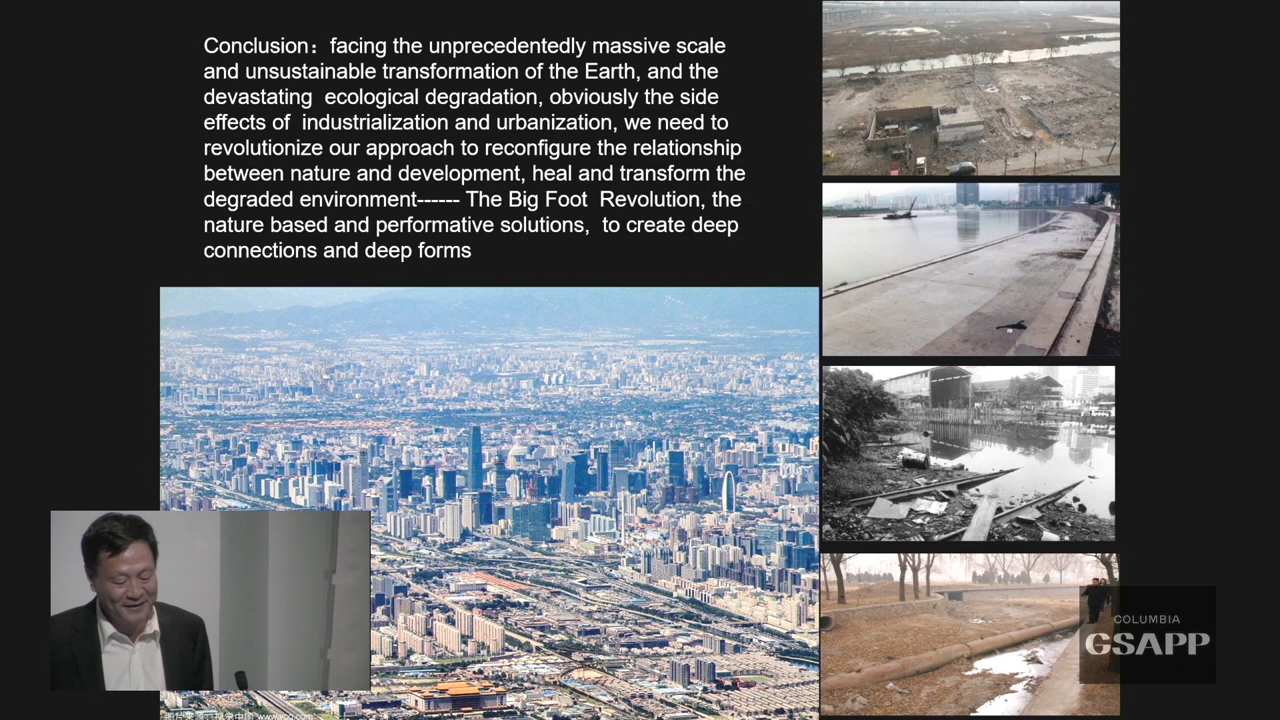 Conclusion：facing the unprecedentedly massive scale
and unsustainable transformation of the Earth, and the
devastating ecological degradation, obviously the side
effects of industrialization and urbanization, we need to
revolutionize our approach to reconfigure the relationship
between nature and development, heal and transform the
degraded environment------ The Big Foot Revolution, the
nature based and performative solutions, to create deep
connections and deep forms
COLUMBIA
GSAPP